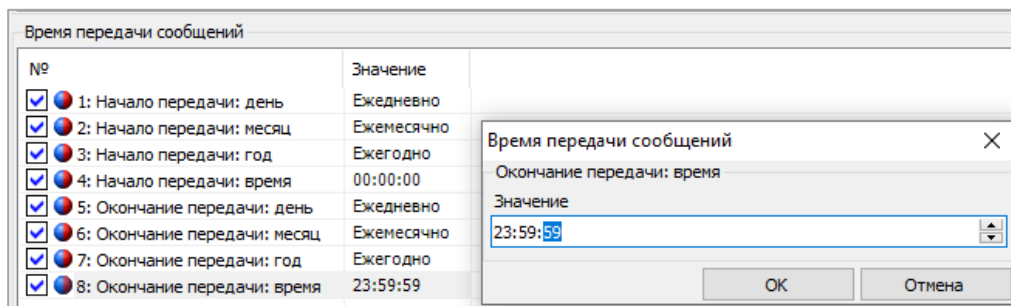 Время передачи сообщений
№ Значение
1: Начало передачи: день Ежедневно
2: Начало передачи: месяц Ежемесячно
3: Начало передачи: год Ежегодно
4: Начало передачи: время 00:00:00
5: Окончание передачи: день Ежедневно
6: Окончание передачи: месяц Ежемесячно
7: Окончание передачи: год Ежегодно
8: Окончание передачи: время 23:59:59
Время передачи сообщений
Окончание передачи: время
Значение
23:59:59
OK Отмена